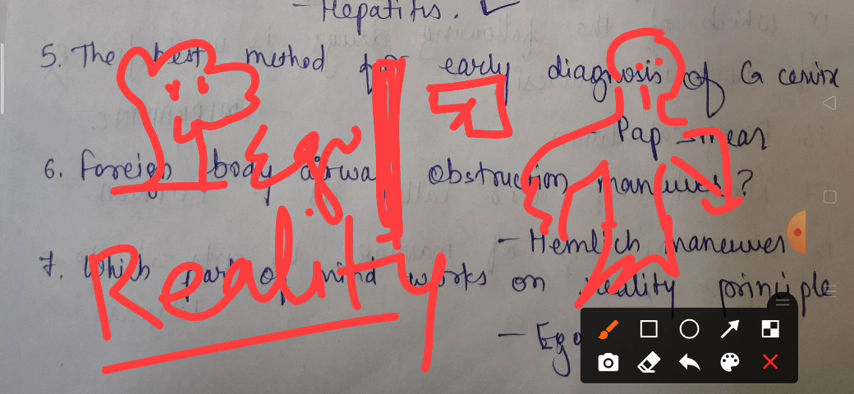 - Hepatitis.
5. The best method for early diagnosis of Ca cervix
- Pap smear
6. Foreign body airway obstruction maneuver?
- Hemlich maneuver
7. Which part of mind works on reality principle
- Ego
Ego
Reality